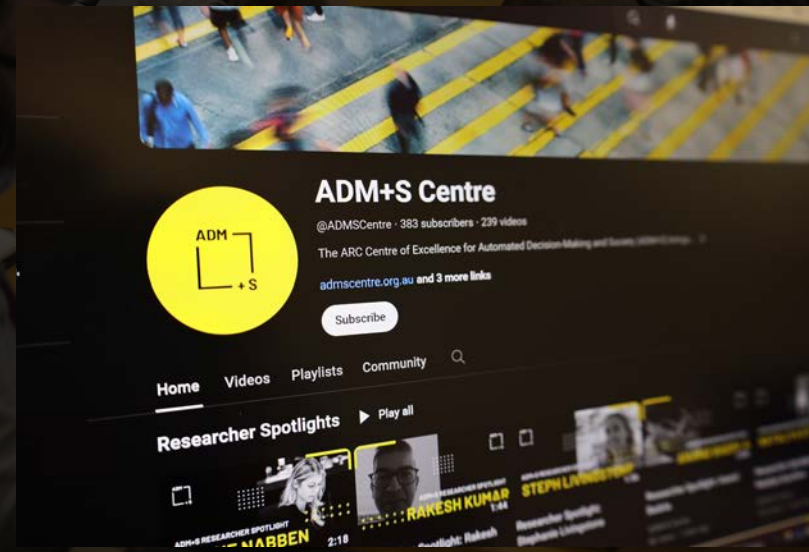 ADM
+ S
ADM+S Centre
@ADMSCentre · 383 subscribers · 239 videos
The ARC Centre of Excellence for Automated Decision-Making and Society (ADM+S)
admscentre.org.au and 3 more links
Subscribe
Home Videos Playlists Community
Researcher Spotlights Play all
ADM+S RESEARCHER SPOTLIGHT
NABBEN
2:18
ADM+S RESEARCHER SPOTLIGHT
RAKESH KUMAR
1:44
Spotlight: Rakesh
STEPH LIVINGSTONE
Researcher Spotlight:
Stephanie Livingstone